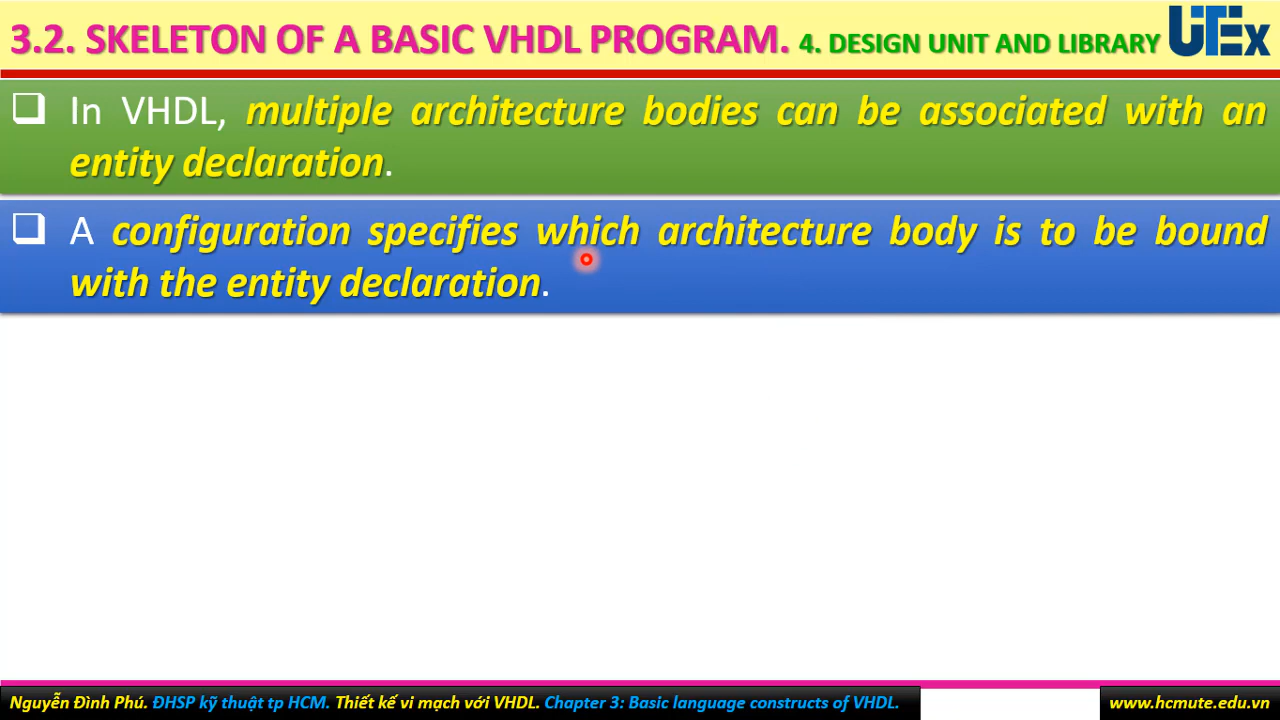 3.2. SKELETON OF A BASIC VHDL PROGRAM. 4. DESIGN UNIT AND LIBRARY UTEx
In VHDL, multiple architecture bodies can be associated with an
entity declaration.
A configuration specifies which architecture body is to be bound
with the entity declaration.
Nguyễn Đình Phú. ĐHSP kỹ thuật tp HCM. Thiết kế vi mạch với VHDL. Chapter 3: Basic language constructs of VHDL. www.hcmute.edu.vn